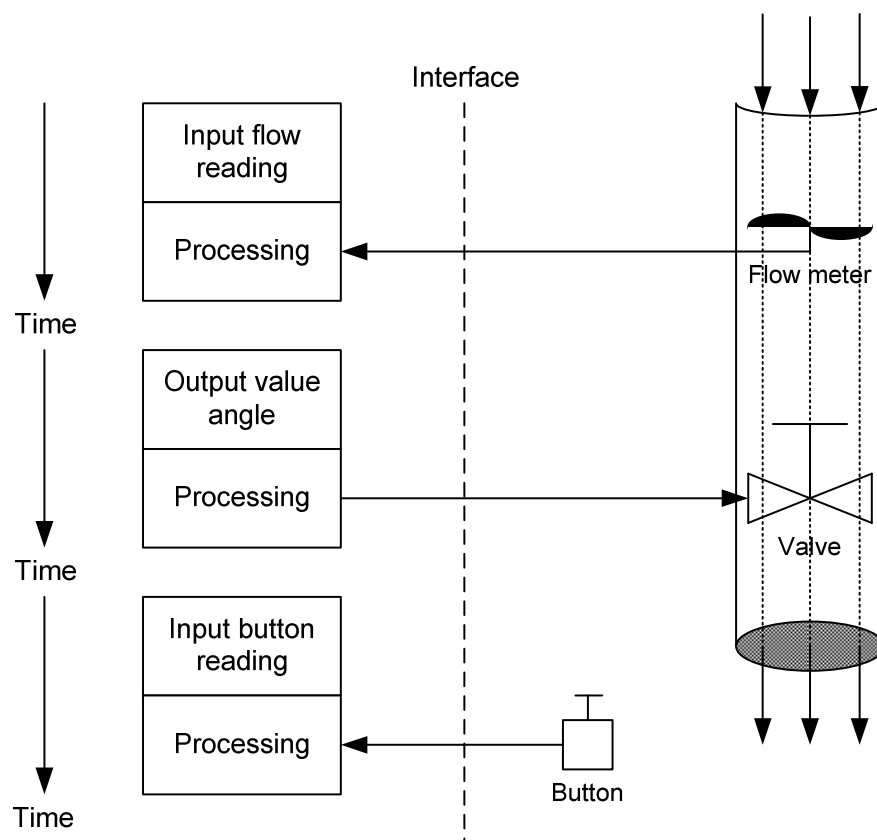 Interface
Input flow
reading
Processing
Flow meter
Time
Output value
angle
Processing
Valve
Time
Input button
reading
Processing
Button
Time